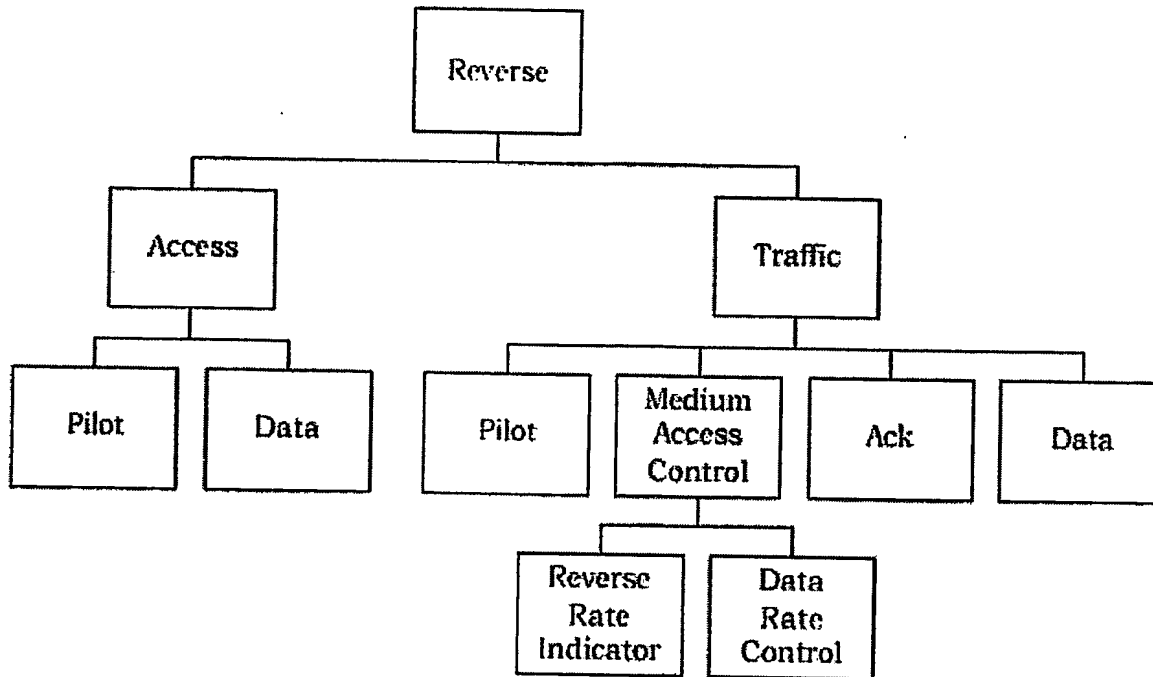 Reverse
Access
Traffic
Pilot
Data
Pilot
Medium
Access
Control
Ack
Data
Reverse
Rate
Indicator
Data
Rate
Control